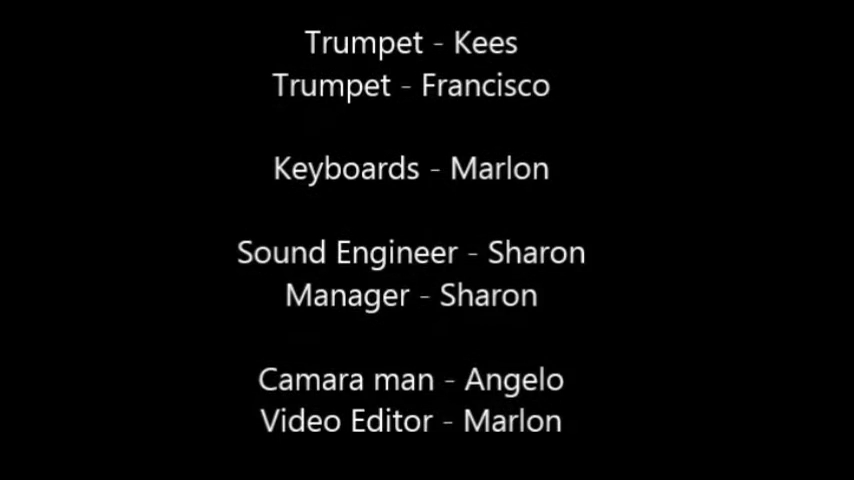 Trumpet - Kees
Trumpet - Francisco
Keyboards - Marlon
Sound Engineer - Sharon
Manager - Sharon
Camara man - Angelo
Video Editor - Marlon